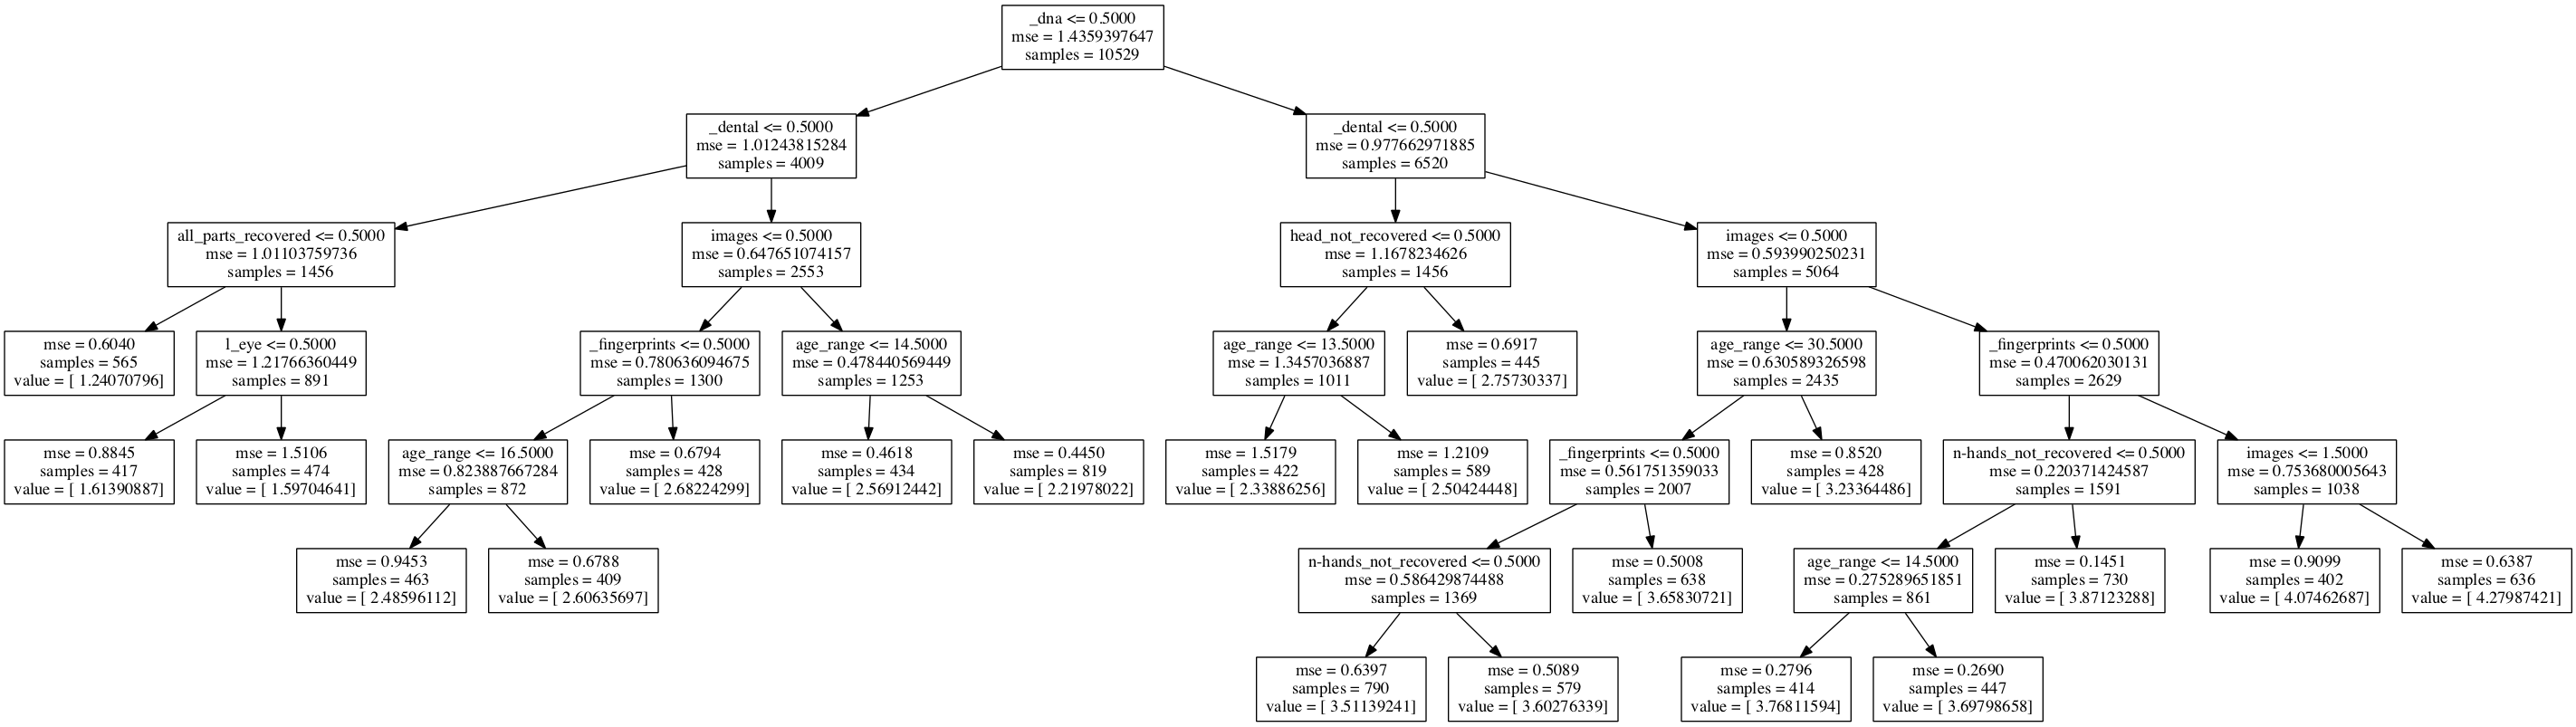 _dna <= 0.5000
mse = 1.4359397647
samples = 10529
_dental <= 0.5000
mse = 1.01243815284
samples = 4009
_dental <= 0.5000
mse = 0.977662971885
samples = 6520
all_parts_recovered <= 0.5000
mse = 1.01103759736
samples = 1456
images <= 0.5000
mse = 0.647651074157
samples = 2553
head_not_recovered <= 0.5000
mse = 1.1678234626
samples = 1456
images <= 0.5000
mse = 0.593990250231
samples = 5064
mse = 0.6040
samples = 565
value = [ 1.24070796]
l_eye <= 0.5000
mse = 1.21766360449
samples = 891
_fingerprints <= 0.5000
mse = 0.780636094675
samples = 1300
age_range <= 14.5000
mse = 0.478440569449
samples = 1253
age_range <= 13.5000
mse = 1.3457036887
samples = 1011
mse = 0.6917
samples = 445
value = [ 2.75730337]
age_range <= 30.5000
mse = 0.630589326598
samples = 2435
_fingerprints <= 0.5000
mse = 0.470062030131
samples = 2629
mse = 0.8845
samples = 417
value = [ 1.61390887]
mse = 1.5106
samples = 474
value = [ 1.59704641]
age_range <= 16.5000
mse = 0.823887667284
samples = 872
mse = 0.6794
samples = 428
value = [ 2.68224299]
mse = 0.4618
samples = 434
value = [ 2.56912442]
mse = 0.4450
samples = 819
value = [ 2.21978022]
mse = 1.5179
samples = 422
value = [ 2.33886256]
mse = 1.2109
samples = 589
value = [ 2.50424448]
_fingerprints <= 0.5000
mse = 0.561751359033
samples = 2007
mse = 0.8520
samples = 428
value = [ 3.23364486]
n-hands_not_recovered <= 0.5000
mse = 0.220371424587
samples = 1591
images <= 1.5000
mse = 0.753680005643
samples = 1038
mse = 0.9453
samples = 463
value = [ 2.48596112]
mse = 0.6788
samples = 409
value = [ 2.60635697]
n-hands_not_recovered <= 0.5000
mse = 0.586429874488
samples = 1369
mse = 0.5008
samples = 638
value = [ 3.65830721]
age_range <= 14.5000
mse = 0.275289651851
samples = 861
mse = 0.1451
samples = 730
value = [ 3.87123288]
mse = 0.9099
samples = 402
value = [ 4.07462687]
mse = 0.6387
samples = 636
value = [ 4.27987421]
mse = 0.6397
samples = 790
value = [ 3.51139241]
mse = 0.5089
samples = 579
value = [ 3.60276339]
mse = 0.2796
samples = 414
value = [ 3.76811594]
mse = 0.2690
samples = 447
value = [ 3.69798658]